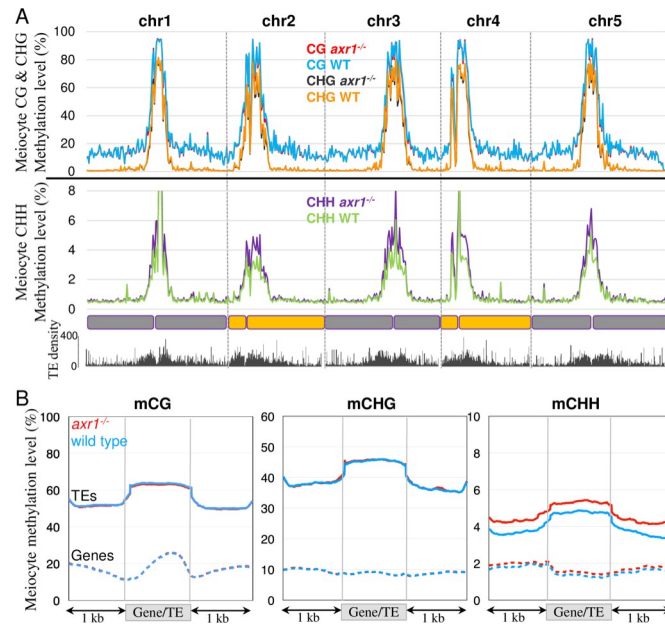 A
chr1 chr2 chr3 chr4 chr5
Meiocyte CG & CHG
Methylation level (%)
100
80
60
40
20
0
CG axr1-/-
CG WT
CHG axr1-/-
CHG WT
Meiocyte CHH
Methylation level (%)
8
6
4
2
0
CHH axr1-/-
CHH WT
TE density
400
0
B
mCG mCHG mCHH
Meiocyte methylation level (%)
100
80
60
40
20
0
axr1-/-
wild type
TEs
Genes
60
50
40
30
20
10
0
10
8
6
4
2
0
1 kb Gene/TE 1 kb 1 kb Gene/TE 1 kb 1 kb Gene/TE 1 kb